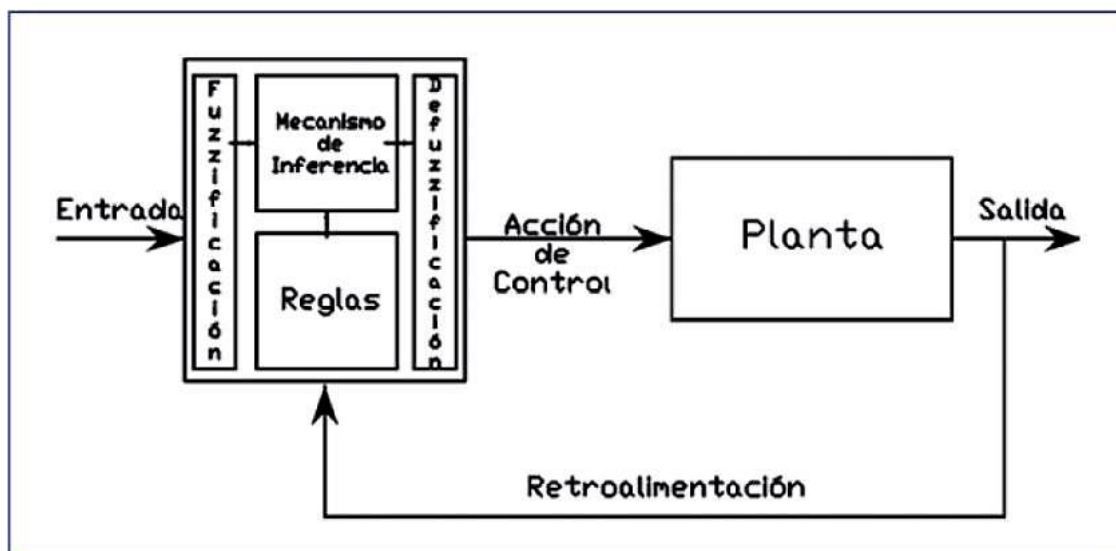 Entrada
Fuzzificación
Mecanismo
de
Inferencia
Reglas
Defuzzificación
Acción
de
Control
Planta
Salida
Retroalimentación